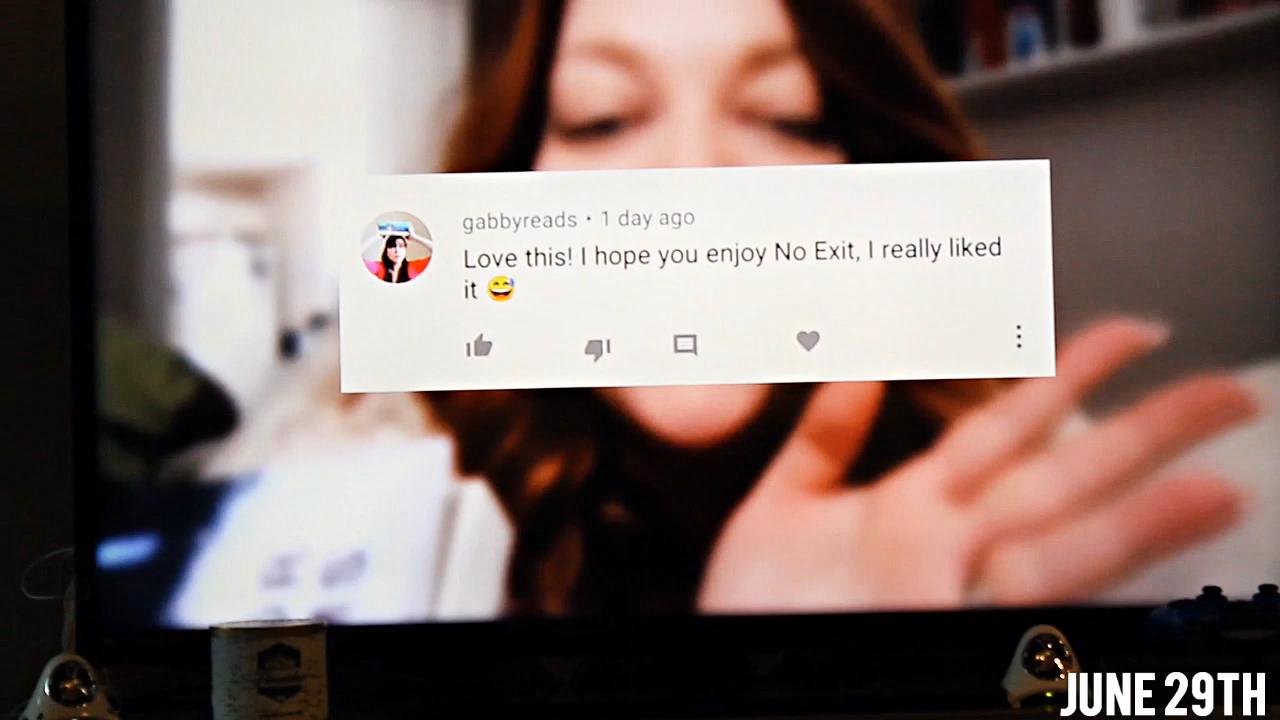 gabbyreads • 1 day ago
Love this! I hope you enjoy No Exit, I really liked
it 😅
JUNE 29TH